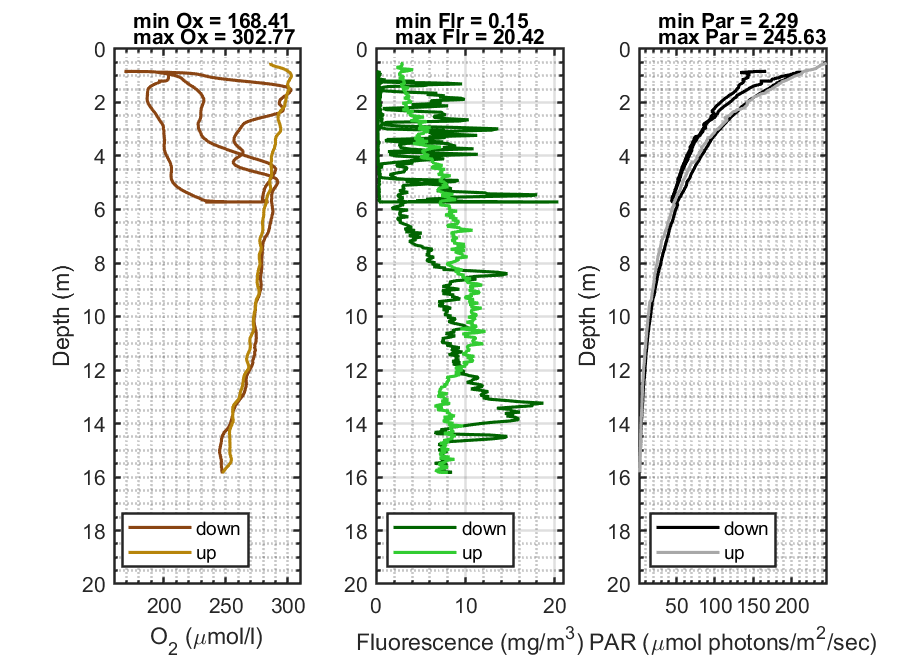 min Ox = 168.41
max Ox = 302.77
min Flr = 0.15
max Flr = 20.42
min Par = 2.29
max Par = 245.63
0
2
4
6
8
10
12
14
16
18
20
Depth (m)
200
250
300
O2 (μmol/l)
down
up
0
2
4
6
8
10
12
14
16
18
20
0
10
20
Fluorescence (mg/m3)
down
up
0
2
4
6
8
10
12
14
16
18
20
Depth (m)
50
100
150
200
PAR (μmol photons/m2/sec)
down
up